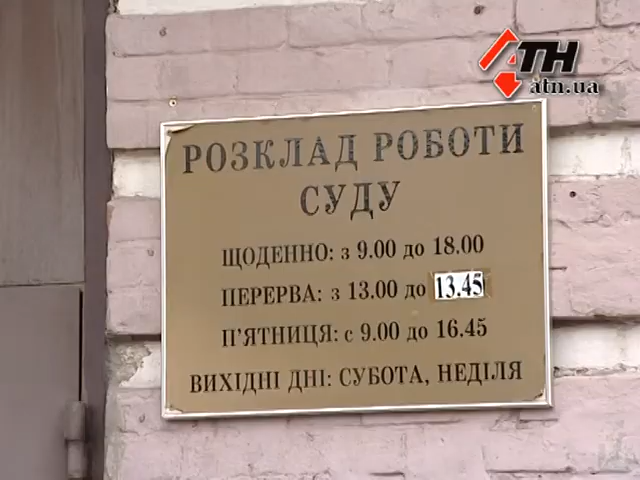 АТН
atn.ua
РОЗКЛАД РОБОТИ
СУДУ
ЩОДЕННО: з 9.00 до 18.00
ПЕРЕРВА: з 13.00 до 13.45
П'ЯТНИЦЯ: с 9.00 до 16.45
ВИХІДНІ ДНІ: СУБОТА, НЕДІЛЯ